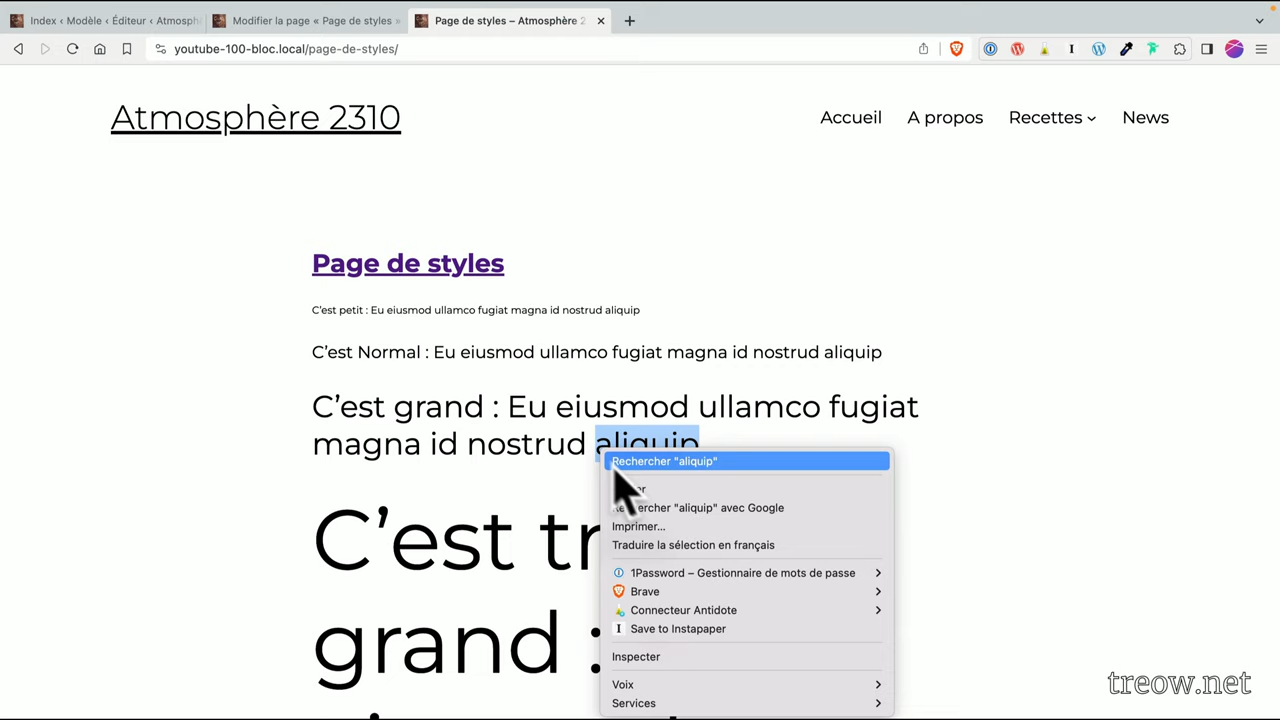 Index ‹ Modèle ‹ Éditeur ‹ Atmosph
Modifier la page « Page de styles »
Page de styles – Atmosphère 2
youtube-100-bloc.local/page-de-styles/
Atmosphère 2310
Accueil
A propos
Recettes
News
Page de styles
C'est petit : Eu eiusmod ullamco fugiat magna id nostrud aliquip
C'est Normal : Eu eiusmod ullamco fugiat magna id nostrud aliquip
C'est grand : Eu eiusmod ullamco fugiat
magna id nostrud aliquip
C'est
grand :
Rechercher "aliquip"
"aliquip" avec Google
Imprimer...
Traduire la sélection en français
1Password – Gestionnaire de mots de passe
Brave
Connecteur Antidote
Save to Instapaper
Inspecter
Voix
Services
treow.net